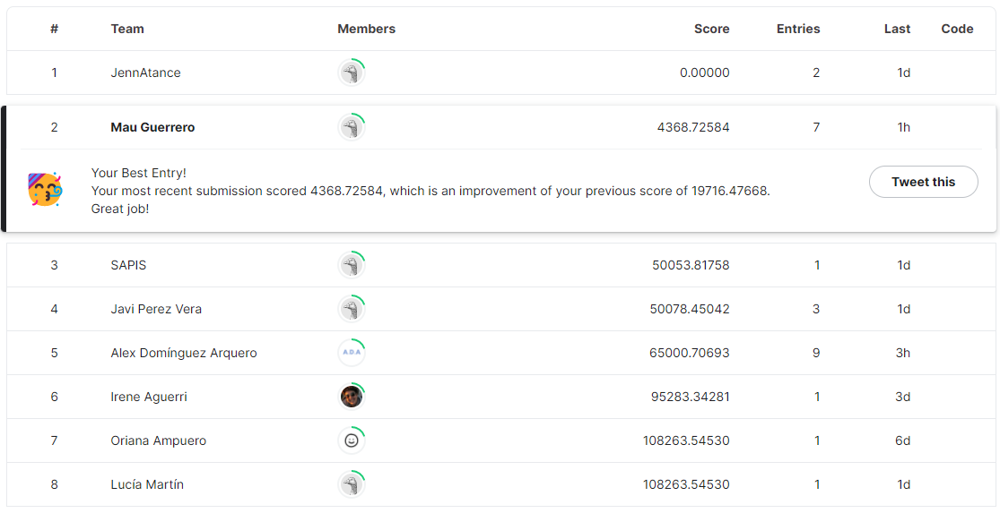 # Team Members Score Entries Last Code
1 JennAtance 0.00000 2 1d
2 Mau Guerrero 4368.72584 7 1h
Your Best Entry!
Your most recent submission scored 4368.72584, which is an improvement of your previous score of 19716.47668.
Great job!
Tweet this
3 SAPIS 50053.81758 1 1d
4 Javi Perez Vera 50078.45042 3 1d
5 Alex Domínguez Arquero ADA 65000.70693 9 3h
6 Irene Aguerri 95283.34281 1 3d
7 Oriana Ampuero 108263.54530 1 6d
8 Lucía Martín 108263.54530 1 1d